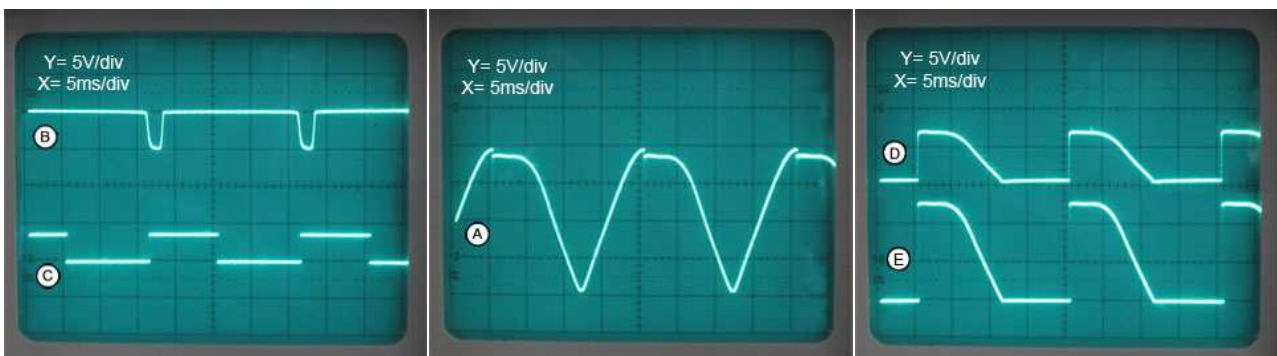 Y= 5V/div
X= 5ms/div
B
C
Y= 5V/div
X= 5ms/div
A
Y= 5V/div
X= 5ms/div
D
E